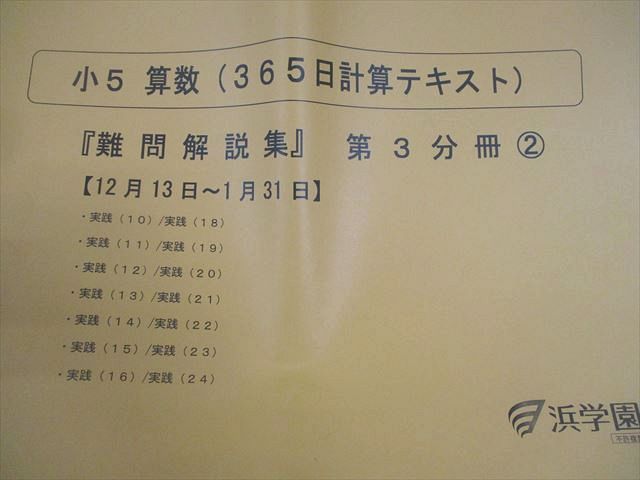 小5 算数（365日計算テキスト）
『難問解説集』 第3分冊②
【12月13日～1月31日】
・実践（10）/実践（18）
・実践（11）/実践（19）
・実践（12）/実践（20）
・実践（13）/実践（21）
・実践（14）/実践（22）
・実践（15）/実践（23）
・実践（16）/実践（24）
浜学園